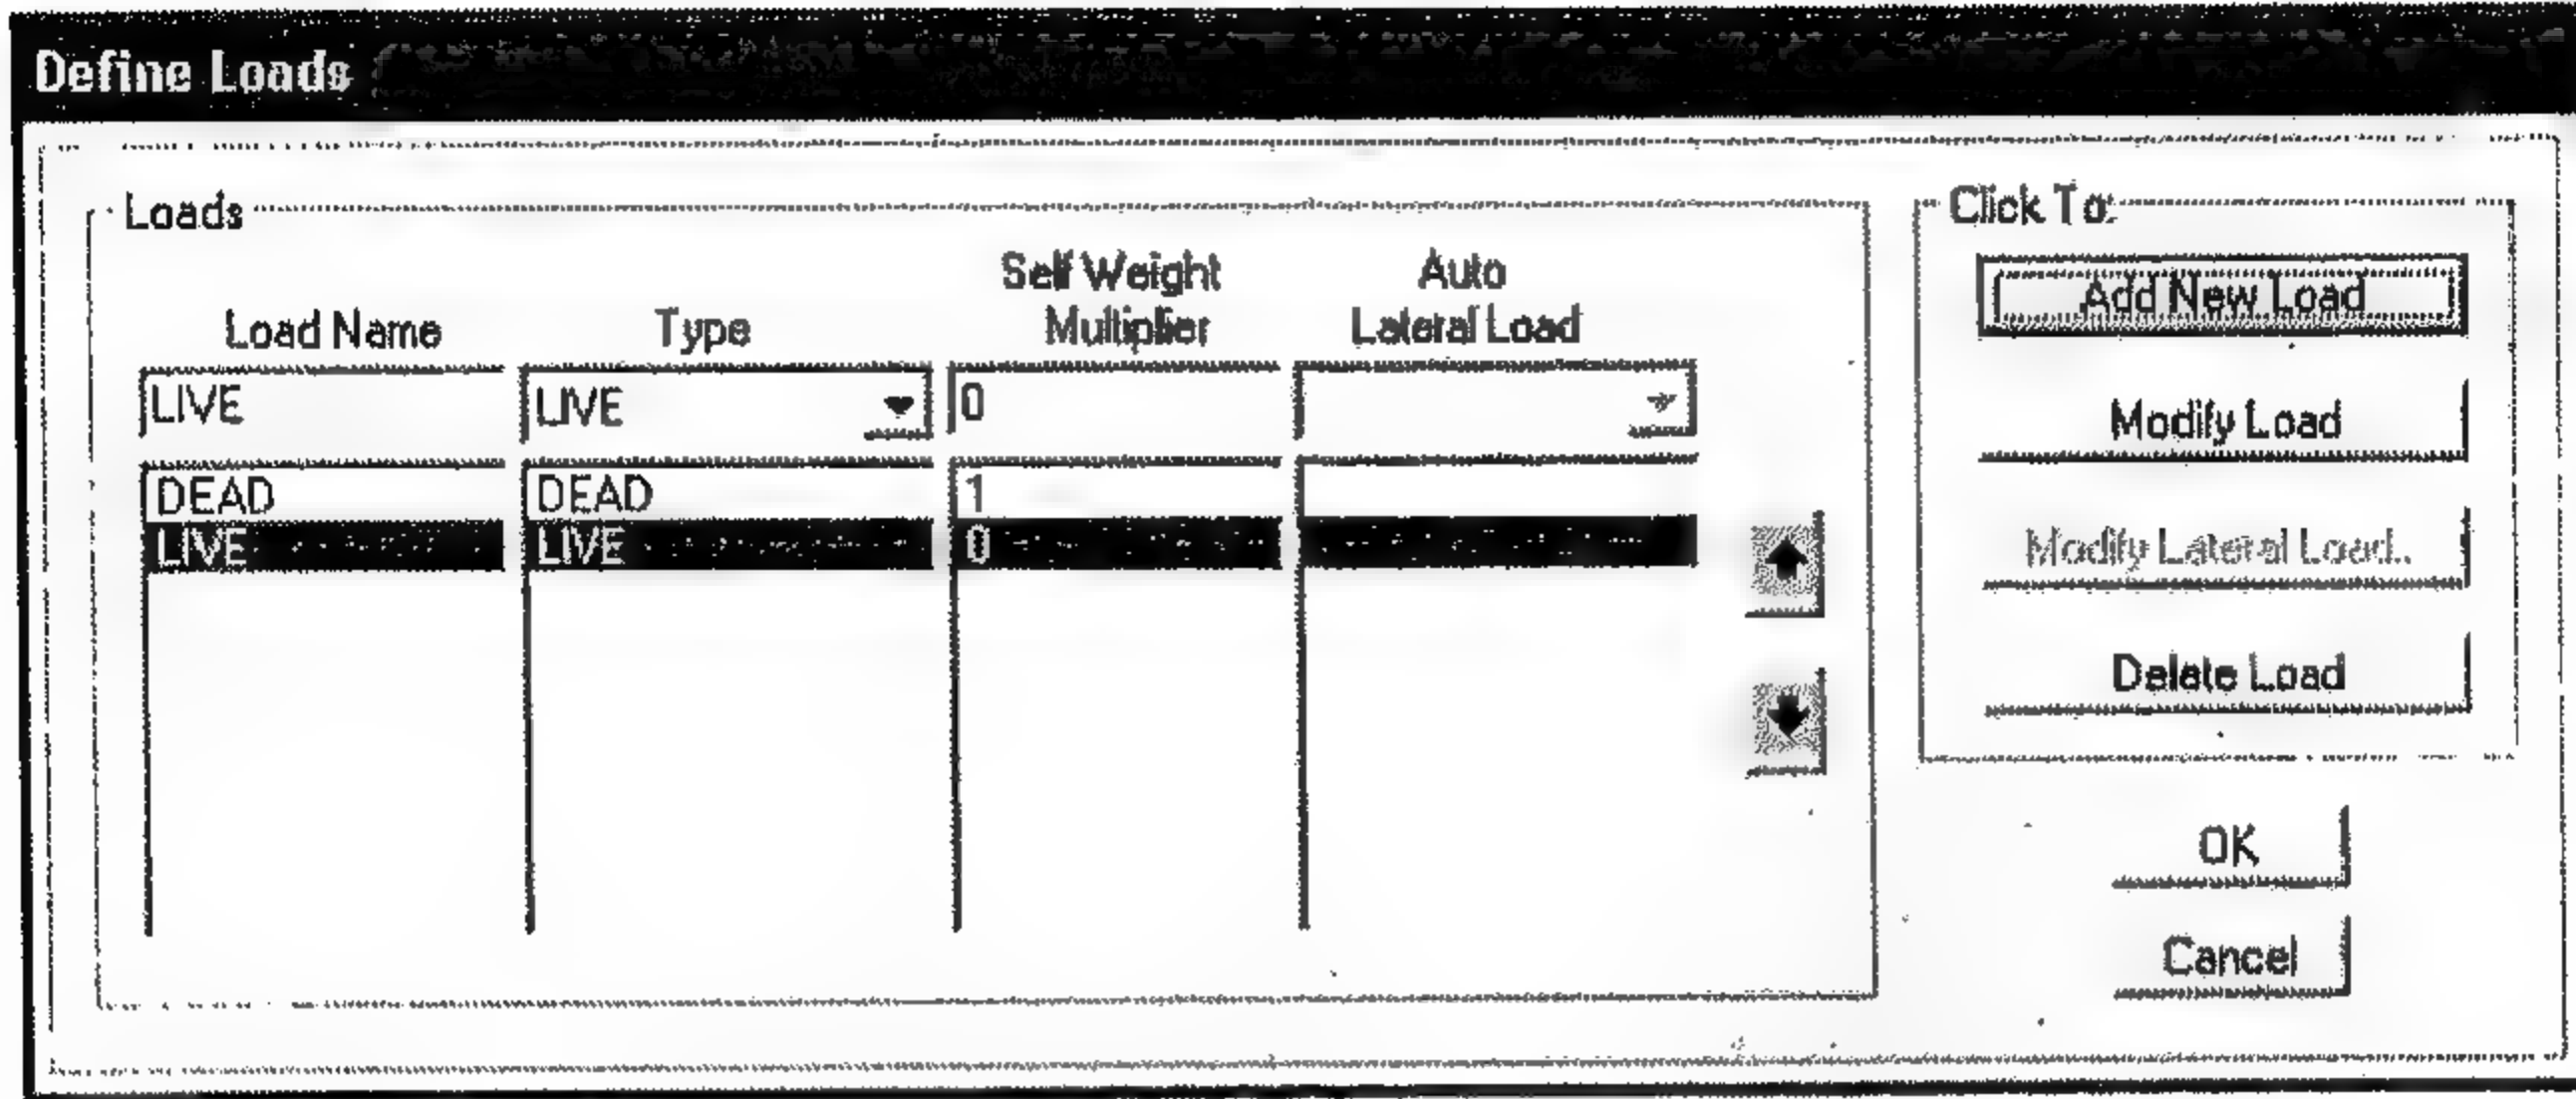 Define Loads
Loads
Load Name Type Self Weight Multiplier Auto Lateral Load
LIVE LIVE 0
DEAD DEAD 1
LIVE LIVE 0
Click To:
Add New Load
Modify Load
Modify Lateral Load..
Delete Load
OK
Cancel